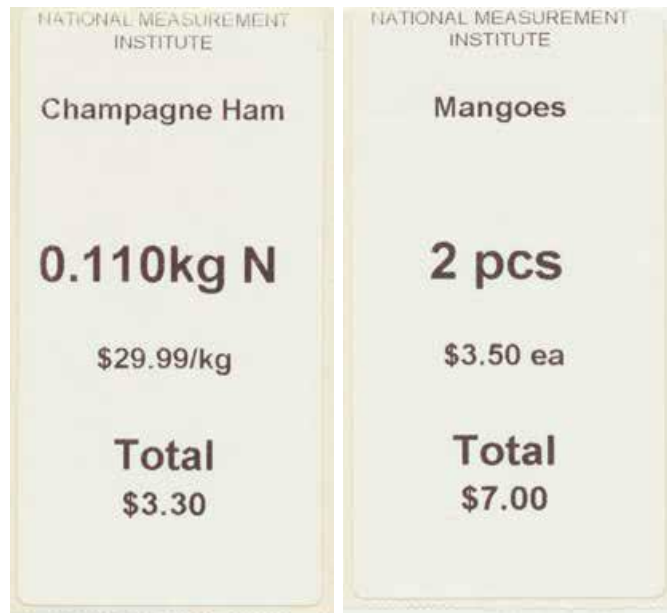 NATIONAL MEASUREMENT
INSTITUTE
Champagne Ham
0.110kg N
$29.99/kg
Total
$3.30
NATIONAL MEASUREMENT
INSTITUTE
Mangoes
2 pcs
$3.50 ea
Total
$7.00